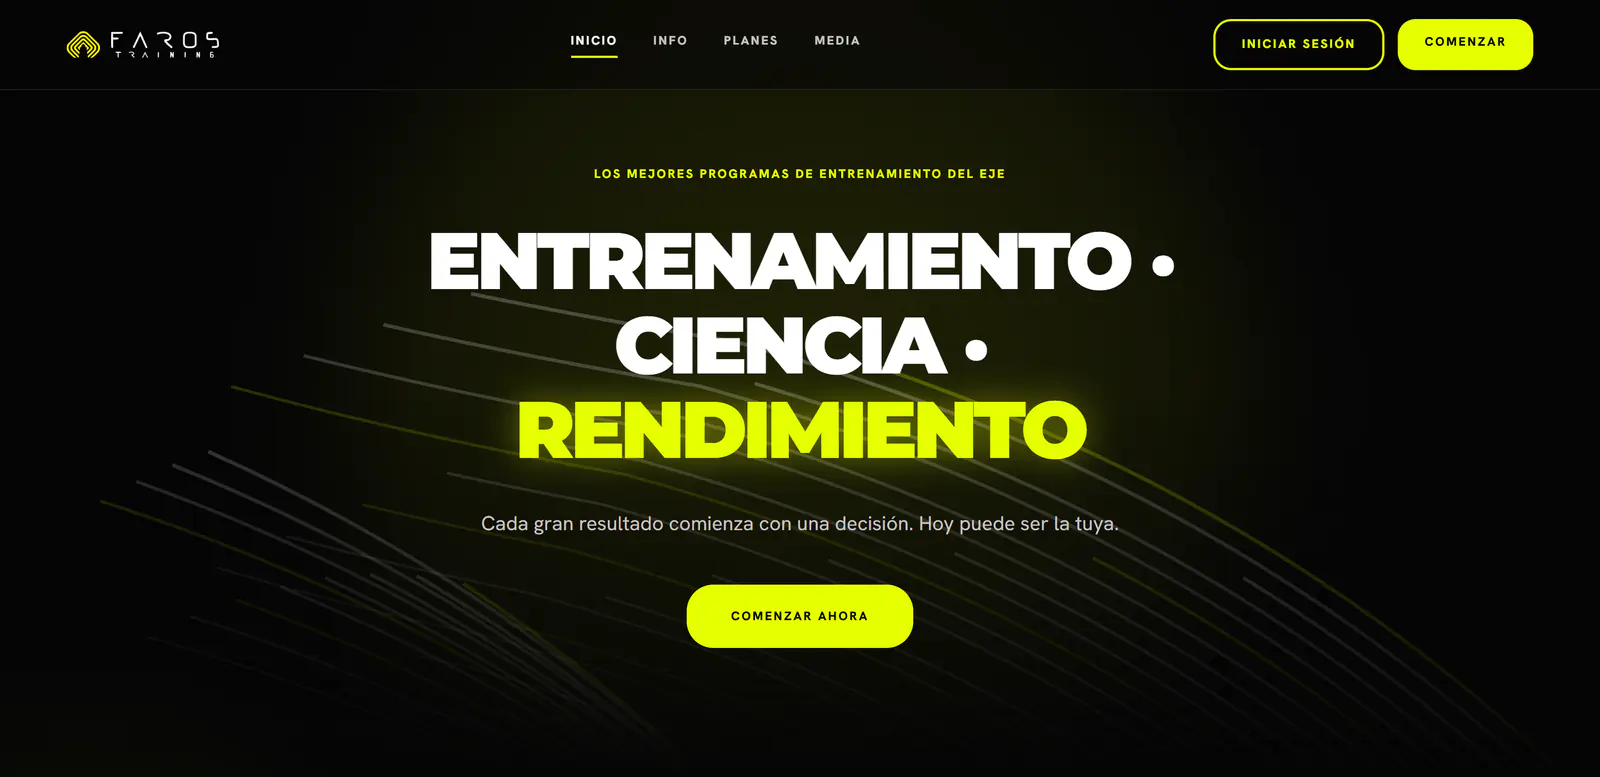 FAROS
TRAINING
INICIO
INFO
PLANES
MEDIA
INICIAR SESIÓN
COMENZAR
LOS MEJORES PROGRAMAS DE ENTRENAMIENTO DEL EJE
ENTRENAMIENTO •
CIENCIA •
RENDIMIENTO
Cada gran resultado comienza con una decisión. Hoy puede ser la tuya.
COMENZAR AHORA